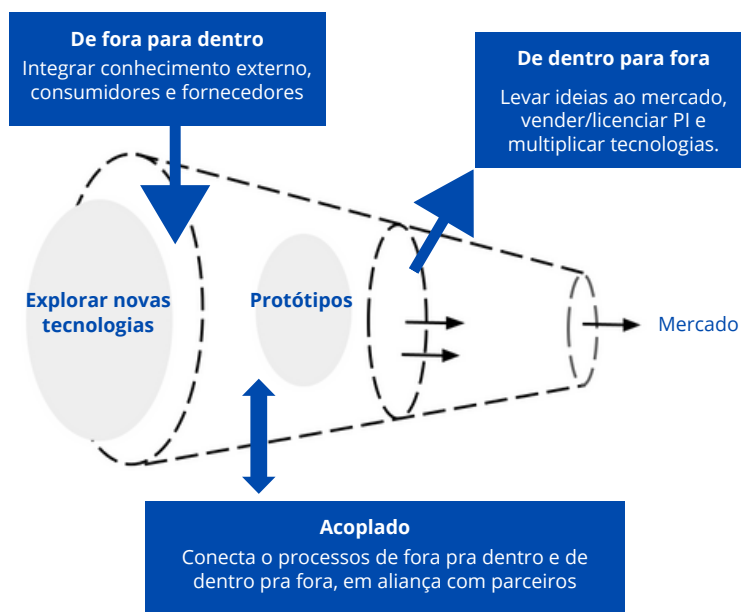 De fora para dentro
Integrar conhecimento externo,
consumidores e fornecedores
De dentro para fora
Levar ideias ao mercado,
vender/licenciar PI e
multiplicar tecnologias.
Explorar novas
tecnologias
Protótipos
Mercado
Acoplado
Conecta o processos de fora pra dentro e de
dentro pra fora, em aliança com parceiros